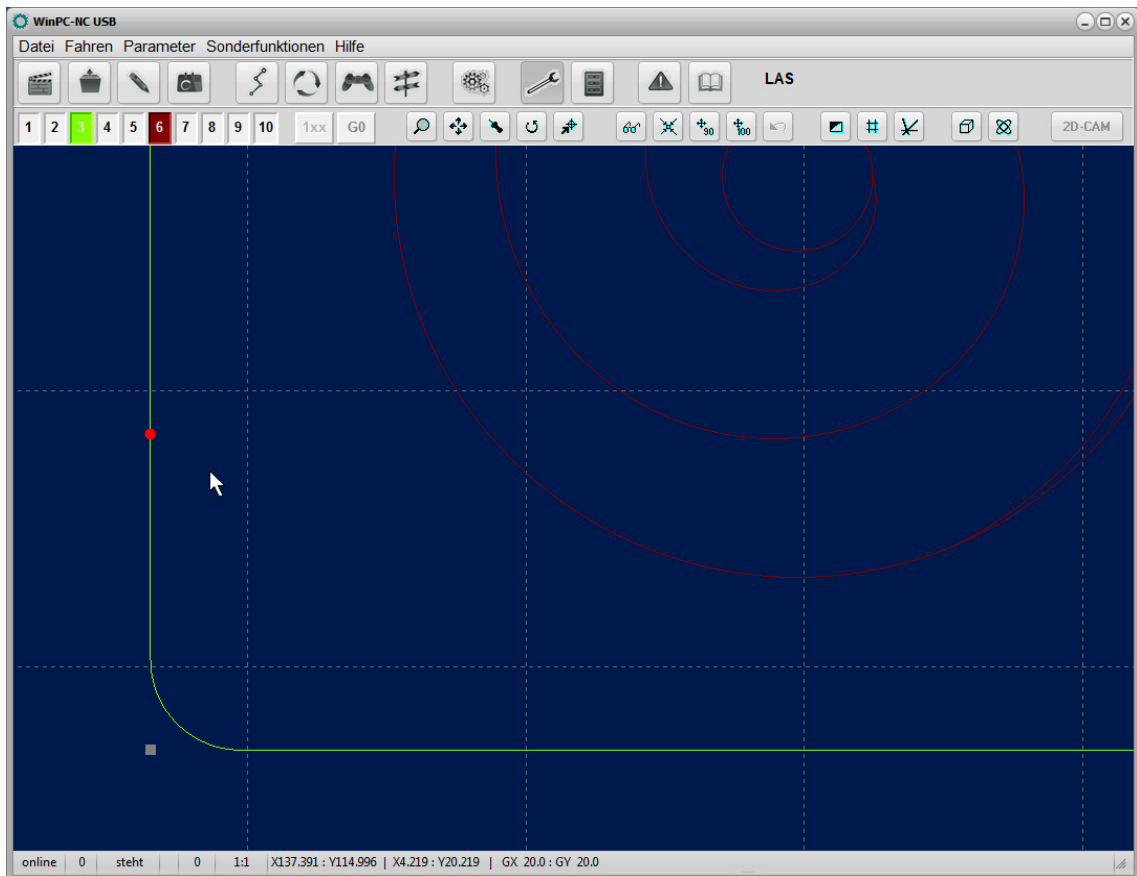 WinPC-NC USB
Datei Fahren Parameter Sonderfunktionen Hilfe
C LAS
1 2 3 4 5 6 7 8 9 10 1xx G0 90 100 2D-CAM
online 0 steht 0 1:1 X137.391 : Y114.996 | X4.219 : Y20.219 | GX 20.0 : GY 20.0